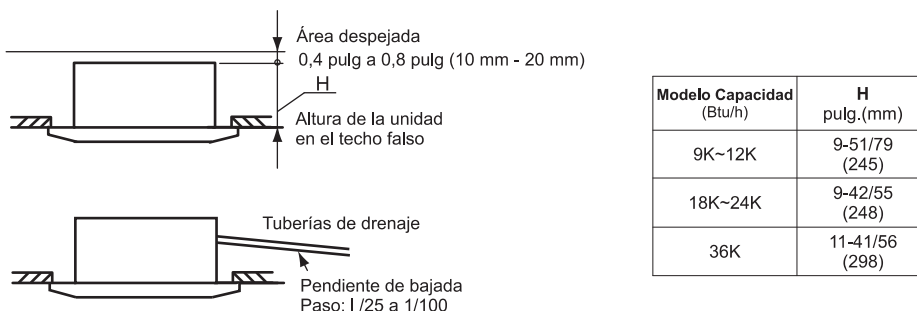 Área despejada
0,4 pulg a 0,8 pulg (10 mm - 20 mm)
H
Altura de la unidad
en el techo falso
Tuberías de drenaje
Pendiente de bajada
Paso: I /25 a 1/100
Modelo Capacidad
(Btu/h)
H
pulg.(mm)
9K~12K
9-51/79
(245)
18K~24K
9-42/55
(248)
36K
11-41/56
(298)